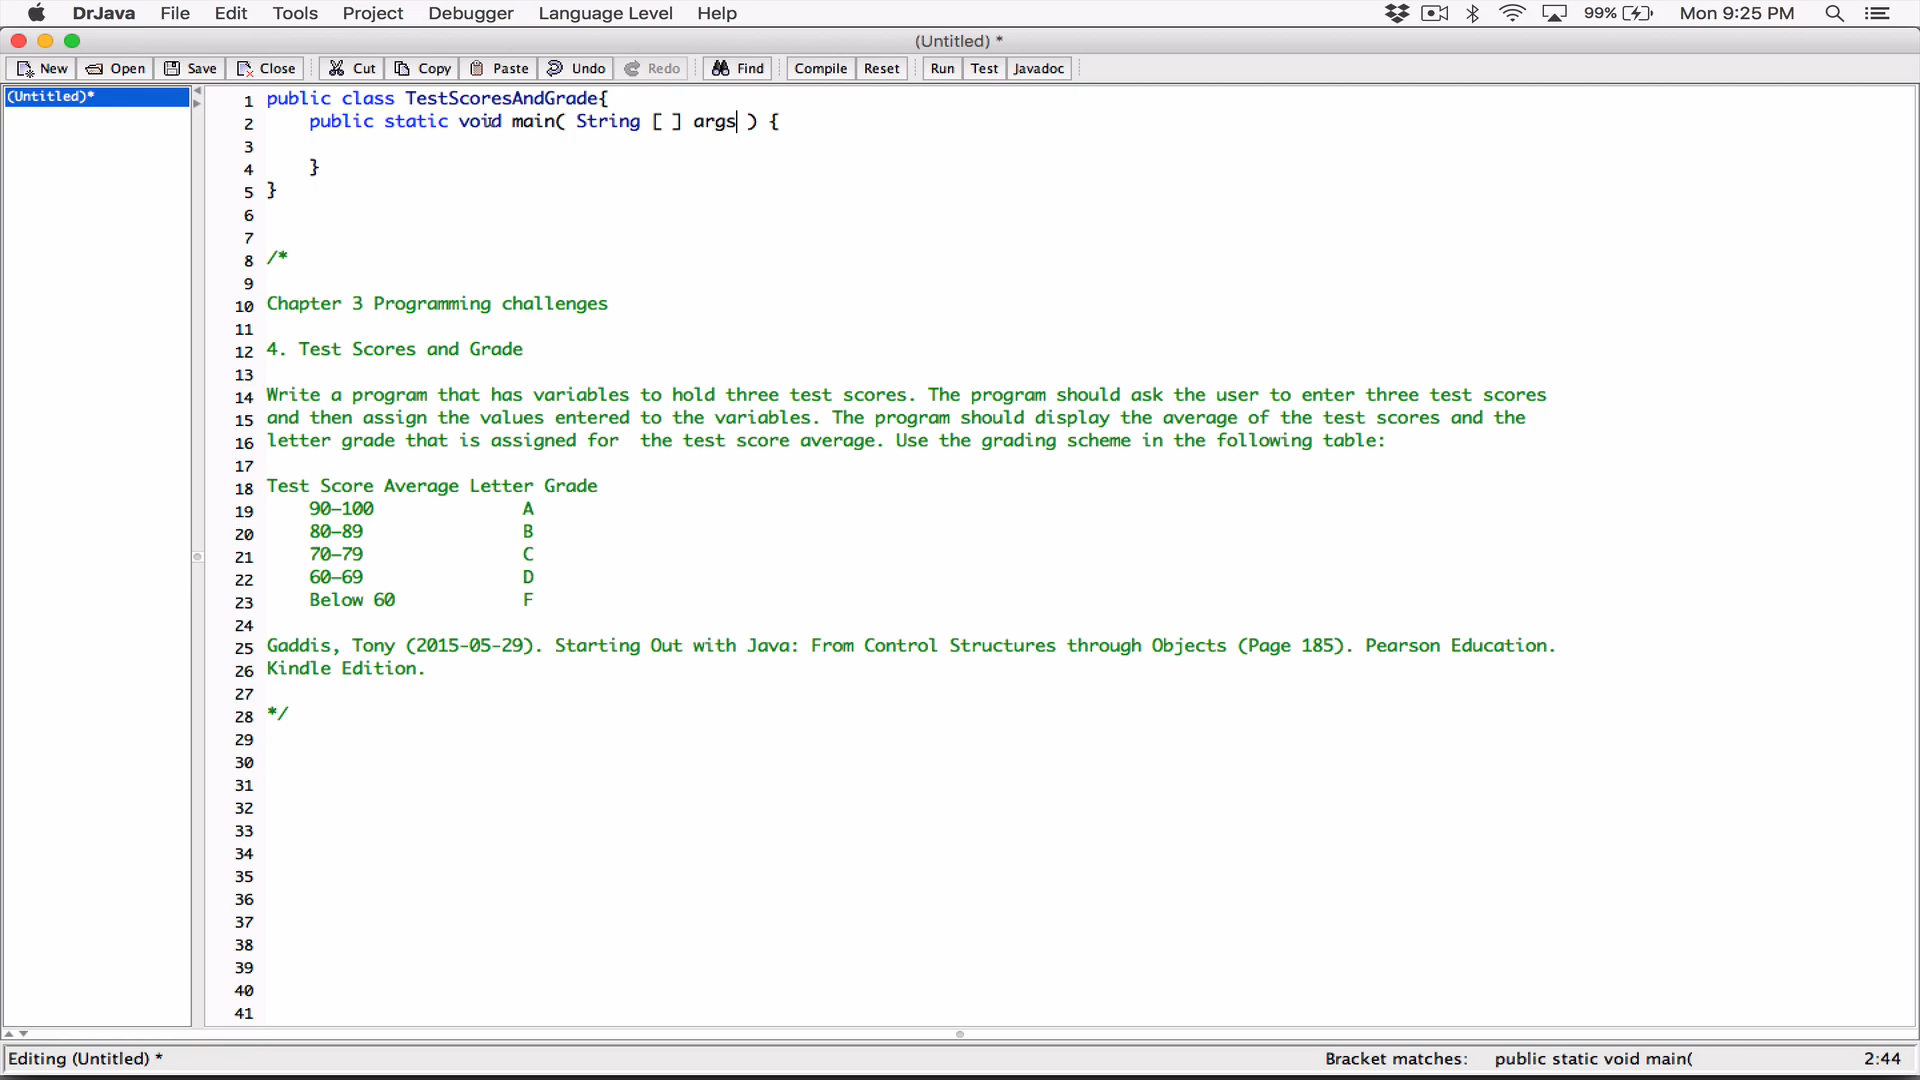 DrJava File Edit Tools Project Debugger Language Level Help 99% Mon 9:25 PM
(Untitled) *
New Open Save Close Cut Copy Paste Undo Redo Find Compile Reset Run Test Javadoc
(Untitled)*
1 public class TestScoresAndGrade{
2 public static void main( String [ ] args ) {
3
4 }
5 }
6
7
8 /*
9
10 Chapter 3 Programming challenges
11
12 4. Test Scores and Grade
13
14 Write a program that has variables to hold three test scores. The program should ask the user to enter three test scores
15 and then assign the values entered to the variables. The program should display the average of the test scores and the
16 letter grade that is assigned for  the test score average. Use the grading scheme in the following table:
17
18 Test Score Average Letter Grade
19 90–100 A
20 80–89 B
21 70–79 C
22 60–69 D
23 Below 60 F
24
25 Gaddis, Tony (2015-05-29). Starting Out with Java: From Control Structures through Objects (Page 185). Pearson Education.
26 Kindle Edition.
27
28 */
29
30
31
32
33
34
35
36
37
38
39
40
41
Editing (Untitled) * Bracket matches: public static void main( 2:44